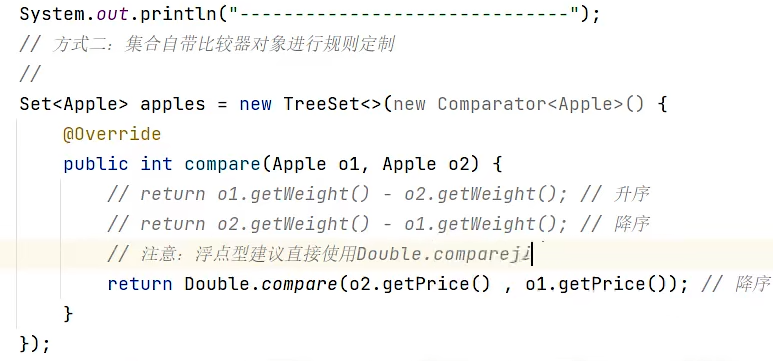 System.out.println("------------------------------");
// 方式二：集合自带比较器对象进行规则定制
//
Set<Apple> apples = new TreeSet<>(new Comparator<Apple>() {
@Override
public int compare(Apple o1, Apple o2) {
// return o1.getWeight() - o2.getWeight(); // 升序
// return o2.getWeight() - o1.getWeight(); // 降序
// 注意：浮点型建议直接使用Double.compareji
return Double.compare(o2.getPrice() , o1.getPrice()); // 降序
}
});